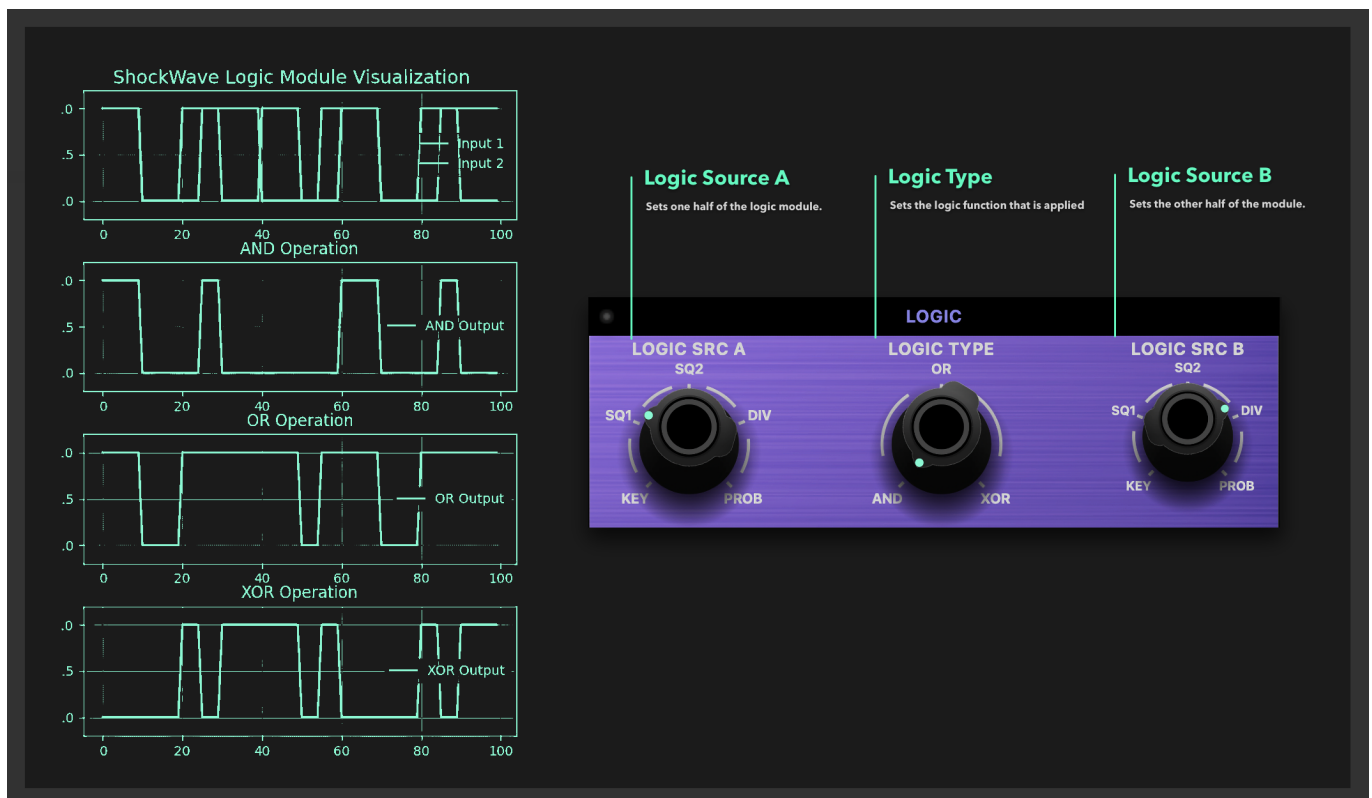 ShockWave Logic Module Visualization
.0
.5
.0
Input 1
Input 2
0 20 40 60 80 100
AND Operation
.0
.5
.0
AND Output
0 20 40 60 80 100
OR Operation
.0
.5
.0
OR Output
0 20 40 60 80 100
XOR Operation
.0
.5
.0
XOR Output
0 20 40 60 80 100
Logic Source A
Sets one half of the logic module.
Logic Type
Sets the logic function that is applied
Logic Source B
Sets the other half of the module.
LOGIC
LOGIC SRC A
SQ2
SQ1
DIV
KEY
PROB
LOGIC TYPE
OR
AND
XOR
LOGIC SRC B
SQ2
SQ1
DIV
KEY
PROB